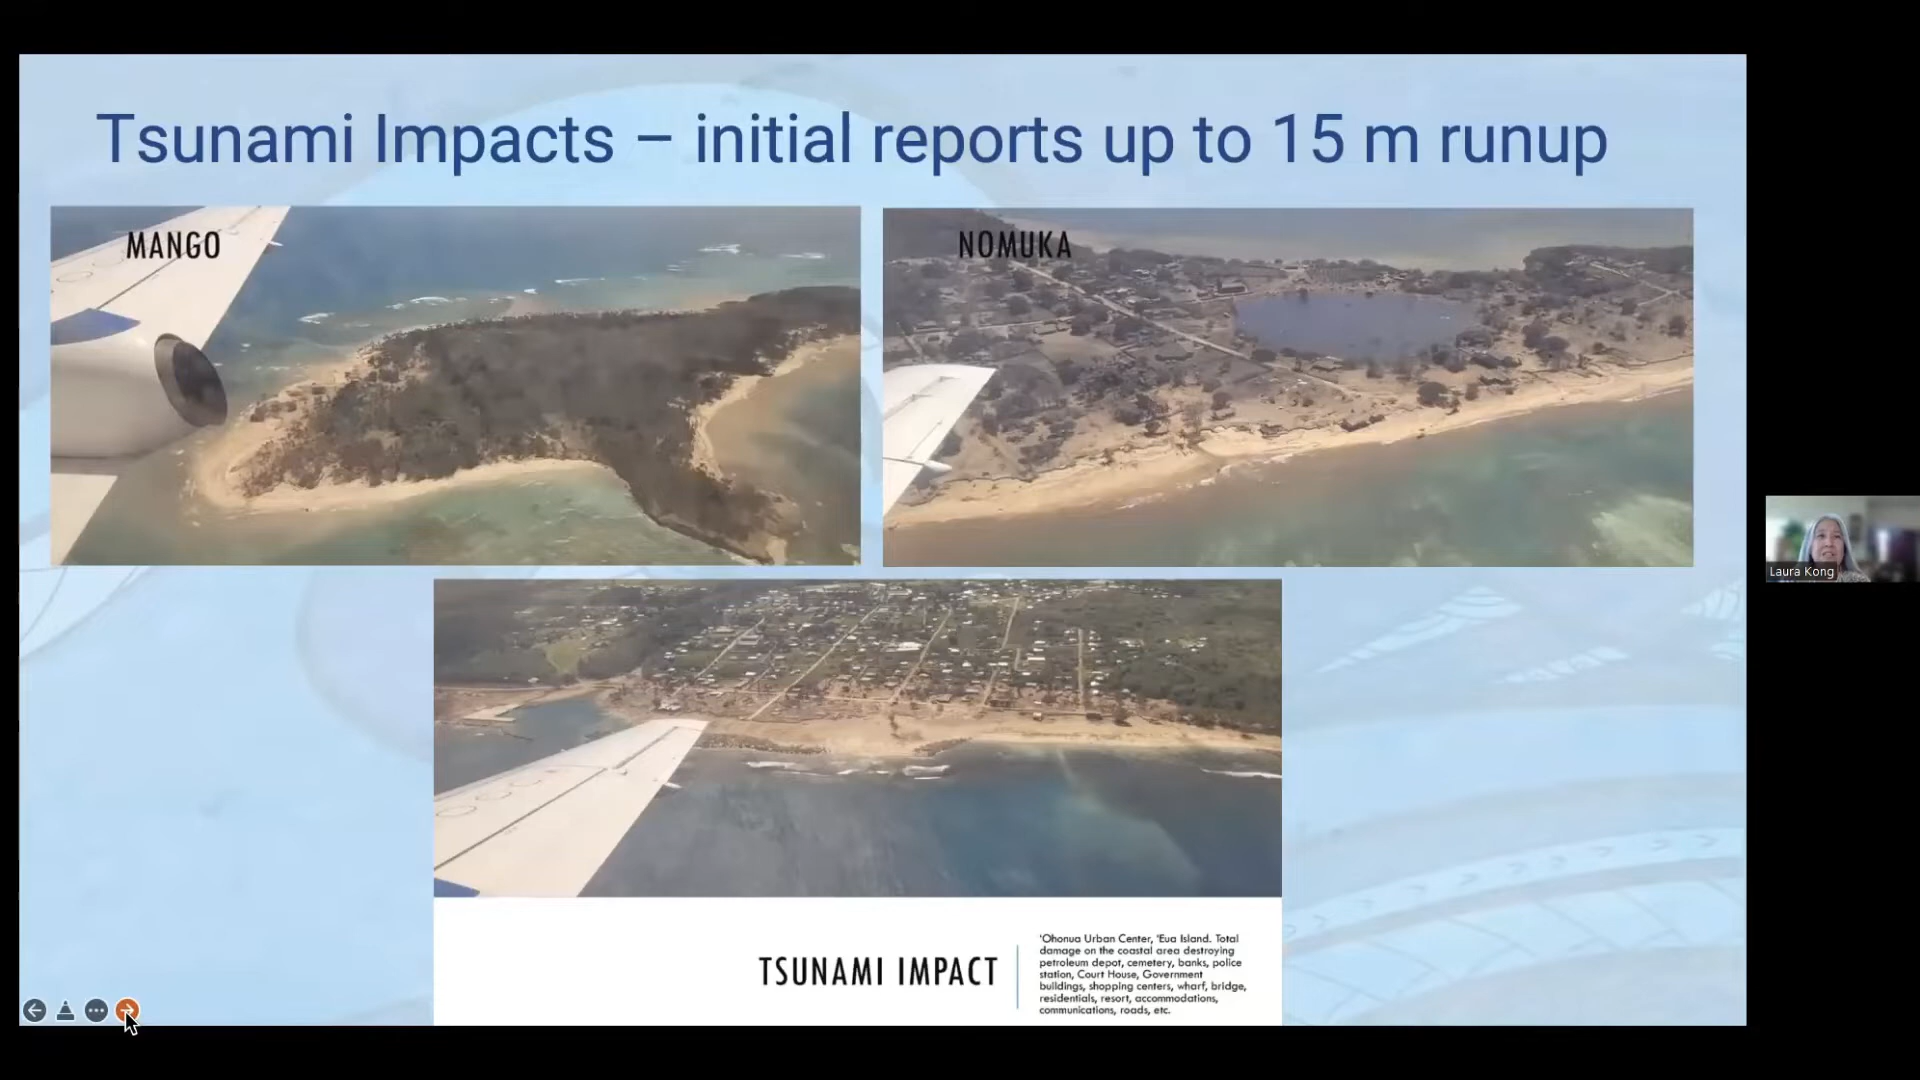 Tsunami Impacts – initial reports up to 15 m runup
MANGO
NOMUKA
Laura Kong
TSUNAMI IMPACT
'Ohonua Urban Center, 'Eua Island. Total
damage on the coastal area destroying
petroleum depot, cemetery, banks, police
station, Court House, Government
buildings, shopping centers, wharf, bridge,
residentials, resort, accommodations,
communications, roads, etc.